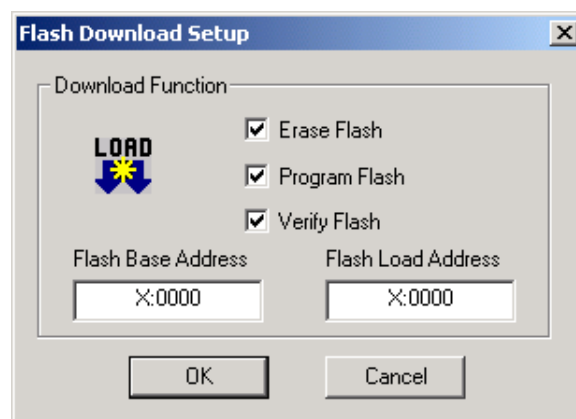 Flash Download Setup
Download Function
LOAD
Erase Flash
Program Flash
Verify Flash
Flash Base Address
Flash Load Address
X:0000
X:0000
OK
Cancel